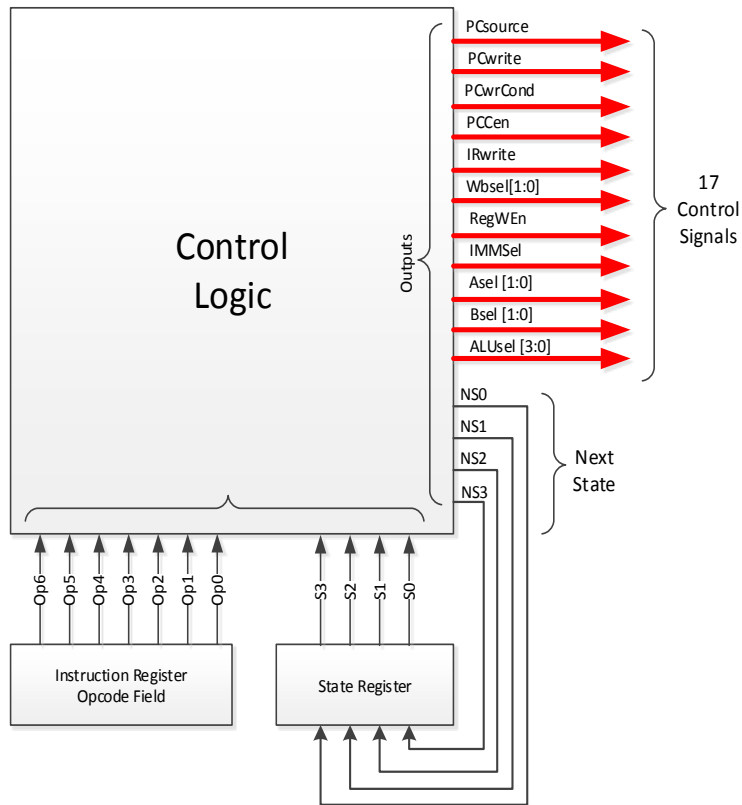 PCsource
PCwrite
PCwrCond
PCCen
IRwrite
Wbsel[1:0]
RegWEn
IMMSel
Asel [1:0]
Bsel [1:0]
ALUsel [3:0]
17
Control
Signals
Control
Logic
Outputs
NS0
NS1
NS2
NS3
Next
State
Op6
Op5
Op4
Op3
Op2
Op1
Op0
S3
S2
S1
S0
Instruction Register
Opcode Field
State Register